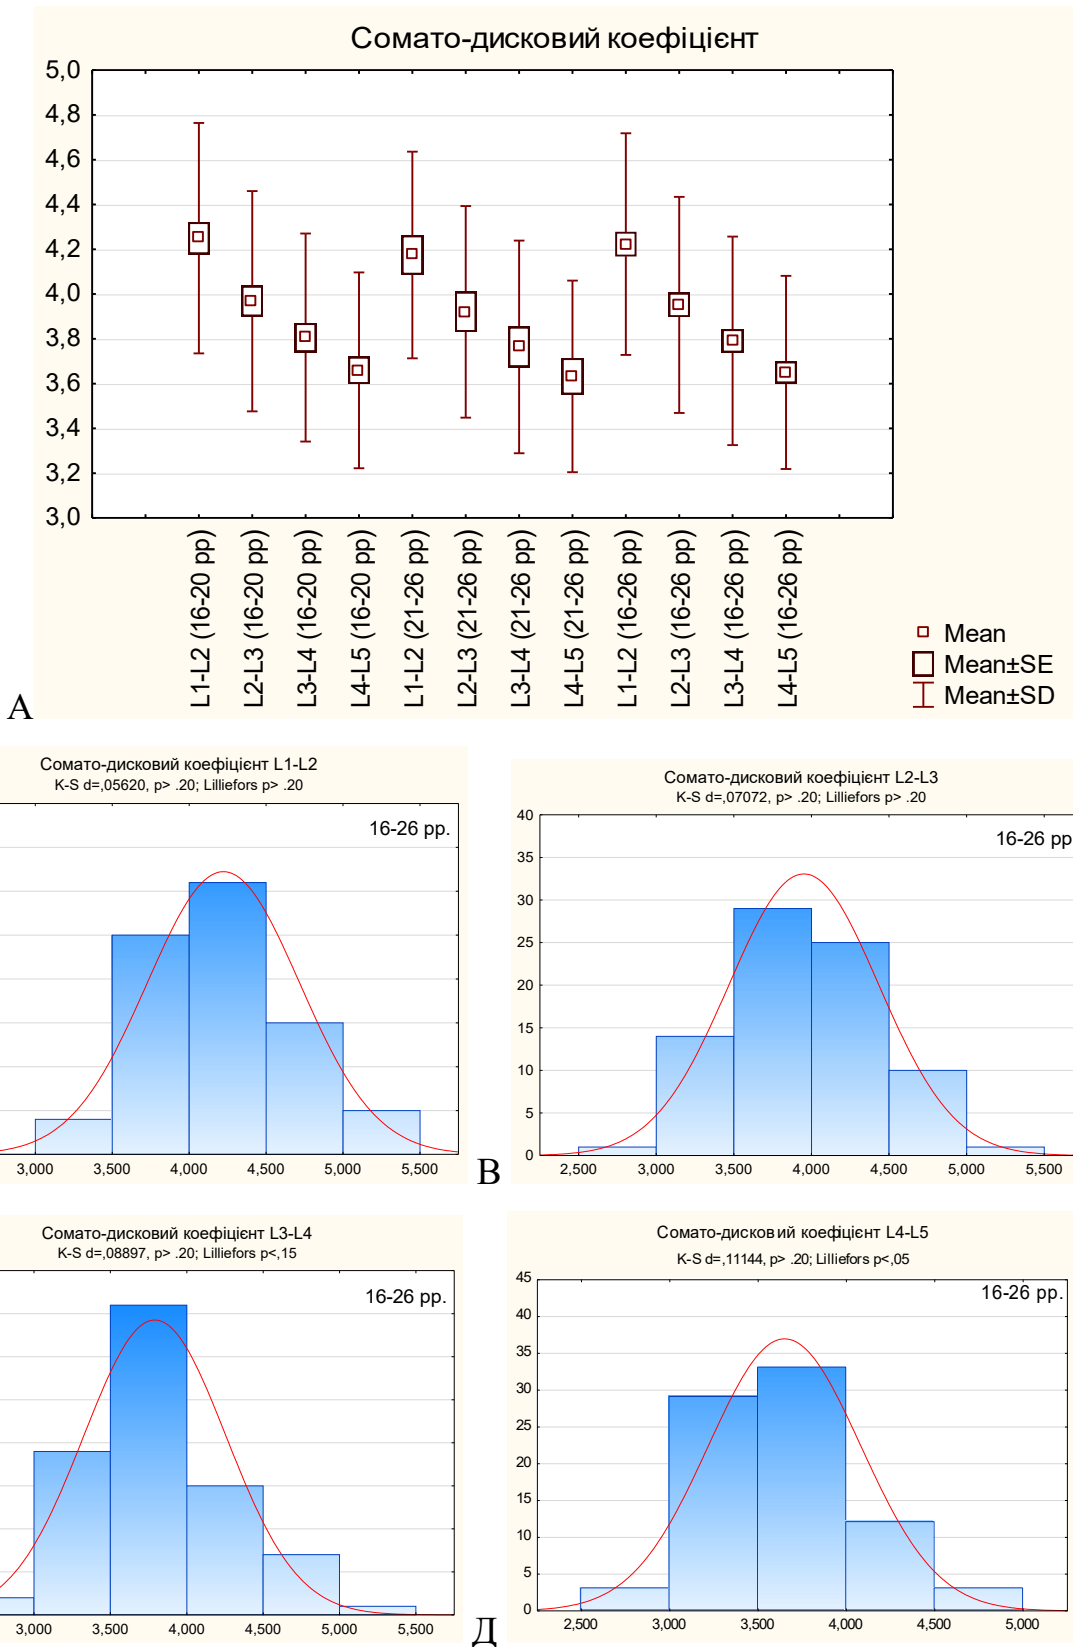 Сомато-дисковий коефіцієнт
5,0
4,8
4,6
4,4
4,2
4,0
3,8
3,6
3,4
3,2
3,0
L1-L2 (16-20 рр)
L2-L3 (16-20 рр)
L3-L4 (16-20 рр)
L4-L5 (16-20 рр)
L1-L2 (21-26 рр)
L2-L3 (21-26 рр)
L3-L4 (21-26 рр)
L4-L5 (21-26 рр)
L1-L2 (16-26 рр)
L2-L3 (16-26 рр)
L3-L4 (16-26 рр)
L4-L5 (16-26 рр)
Mean
Mean±SE
Mean±SD
А
Сомато-дисковий коефіцієнт L1-L2
K-S d=,05620, p> .20; Lilliefors p> .20
16-26 рр.
3,000 3,500 4,000 4,500 5,000 5,500
В
Сомато-дисковий коефіцієнт L2-L3
K-S d=,07072, p> .20; Lilliefors p> .20
16-26 рр
40
35
30
25
20
15
10
5
0
2,500 3,000 3,500 4,000 4,500 5,000 5,500
Сомато-дисковий коефіцієнт L3-L4
K-S d=,08897, p> .20; Lilliefors p<,15
16-26 рр.
3,000 3,500 4,000 4,500 5,000 5,500
Д
Сомато-дисковий коефіцієнт L4-L5
K-S d=,11144, p> .20; Lilliefors p<,05
16-26 рр.
45
40
35
30
25
20
15
10
5
0
2,500 3,000 3,500 4,000 4,500 5,000